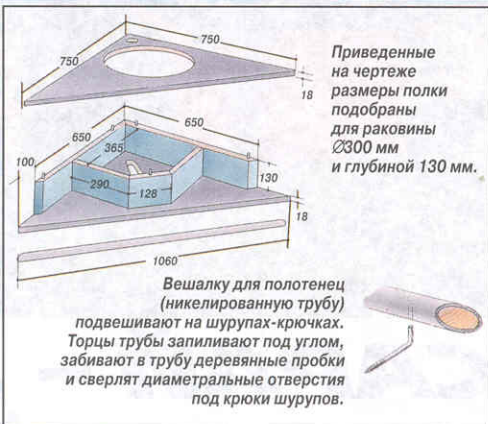 750
750
18
Приведенные
на чертеже
размеры полки
подобраны
для раковины
Ø300 мм
и глубиной 130 мм.
650
650
100
365
290
128
130
18
1060
Вешалку для полотенец
(никелированную трубу)
подвешивают на шурупах-крючках.
Торцы трубы запиливают под углом,
забивают в трубу деревянные пробки
и сверлят диаметральные отверстия
под крюки шурупов.